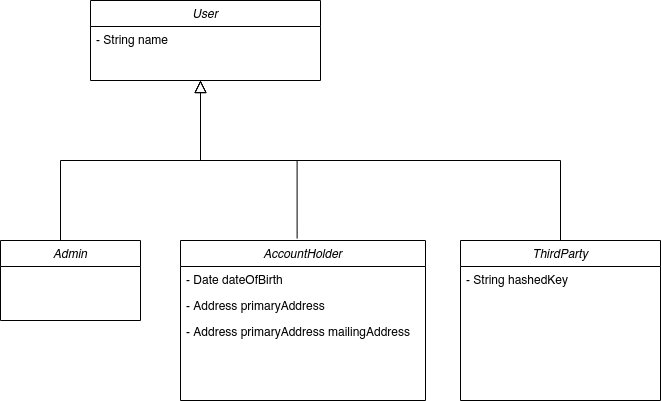 User
- String name
Admin
AccountHolder
- Date dateOfBirth
- Address primaryAddress
- Address primaryAddress mailingAddress
ThirdParty
- String hashedKey